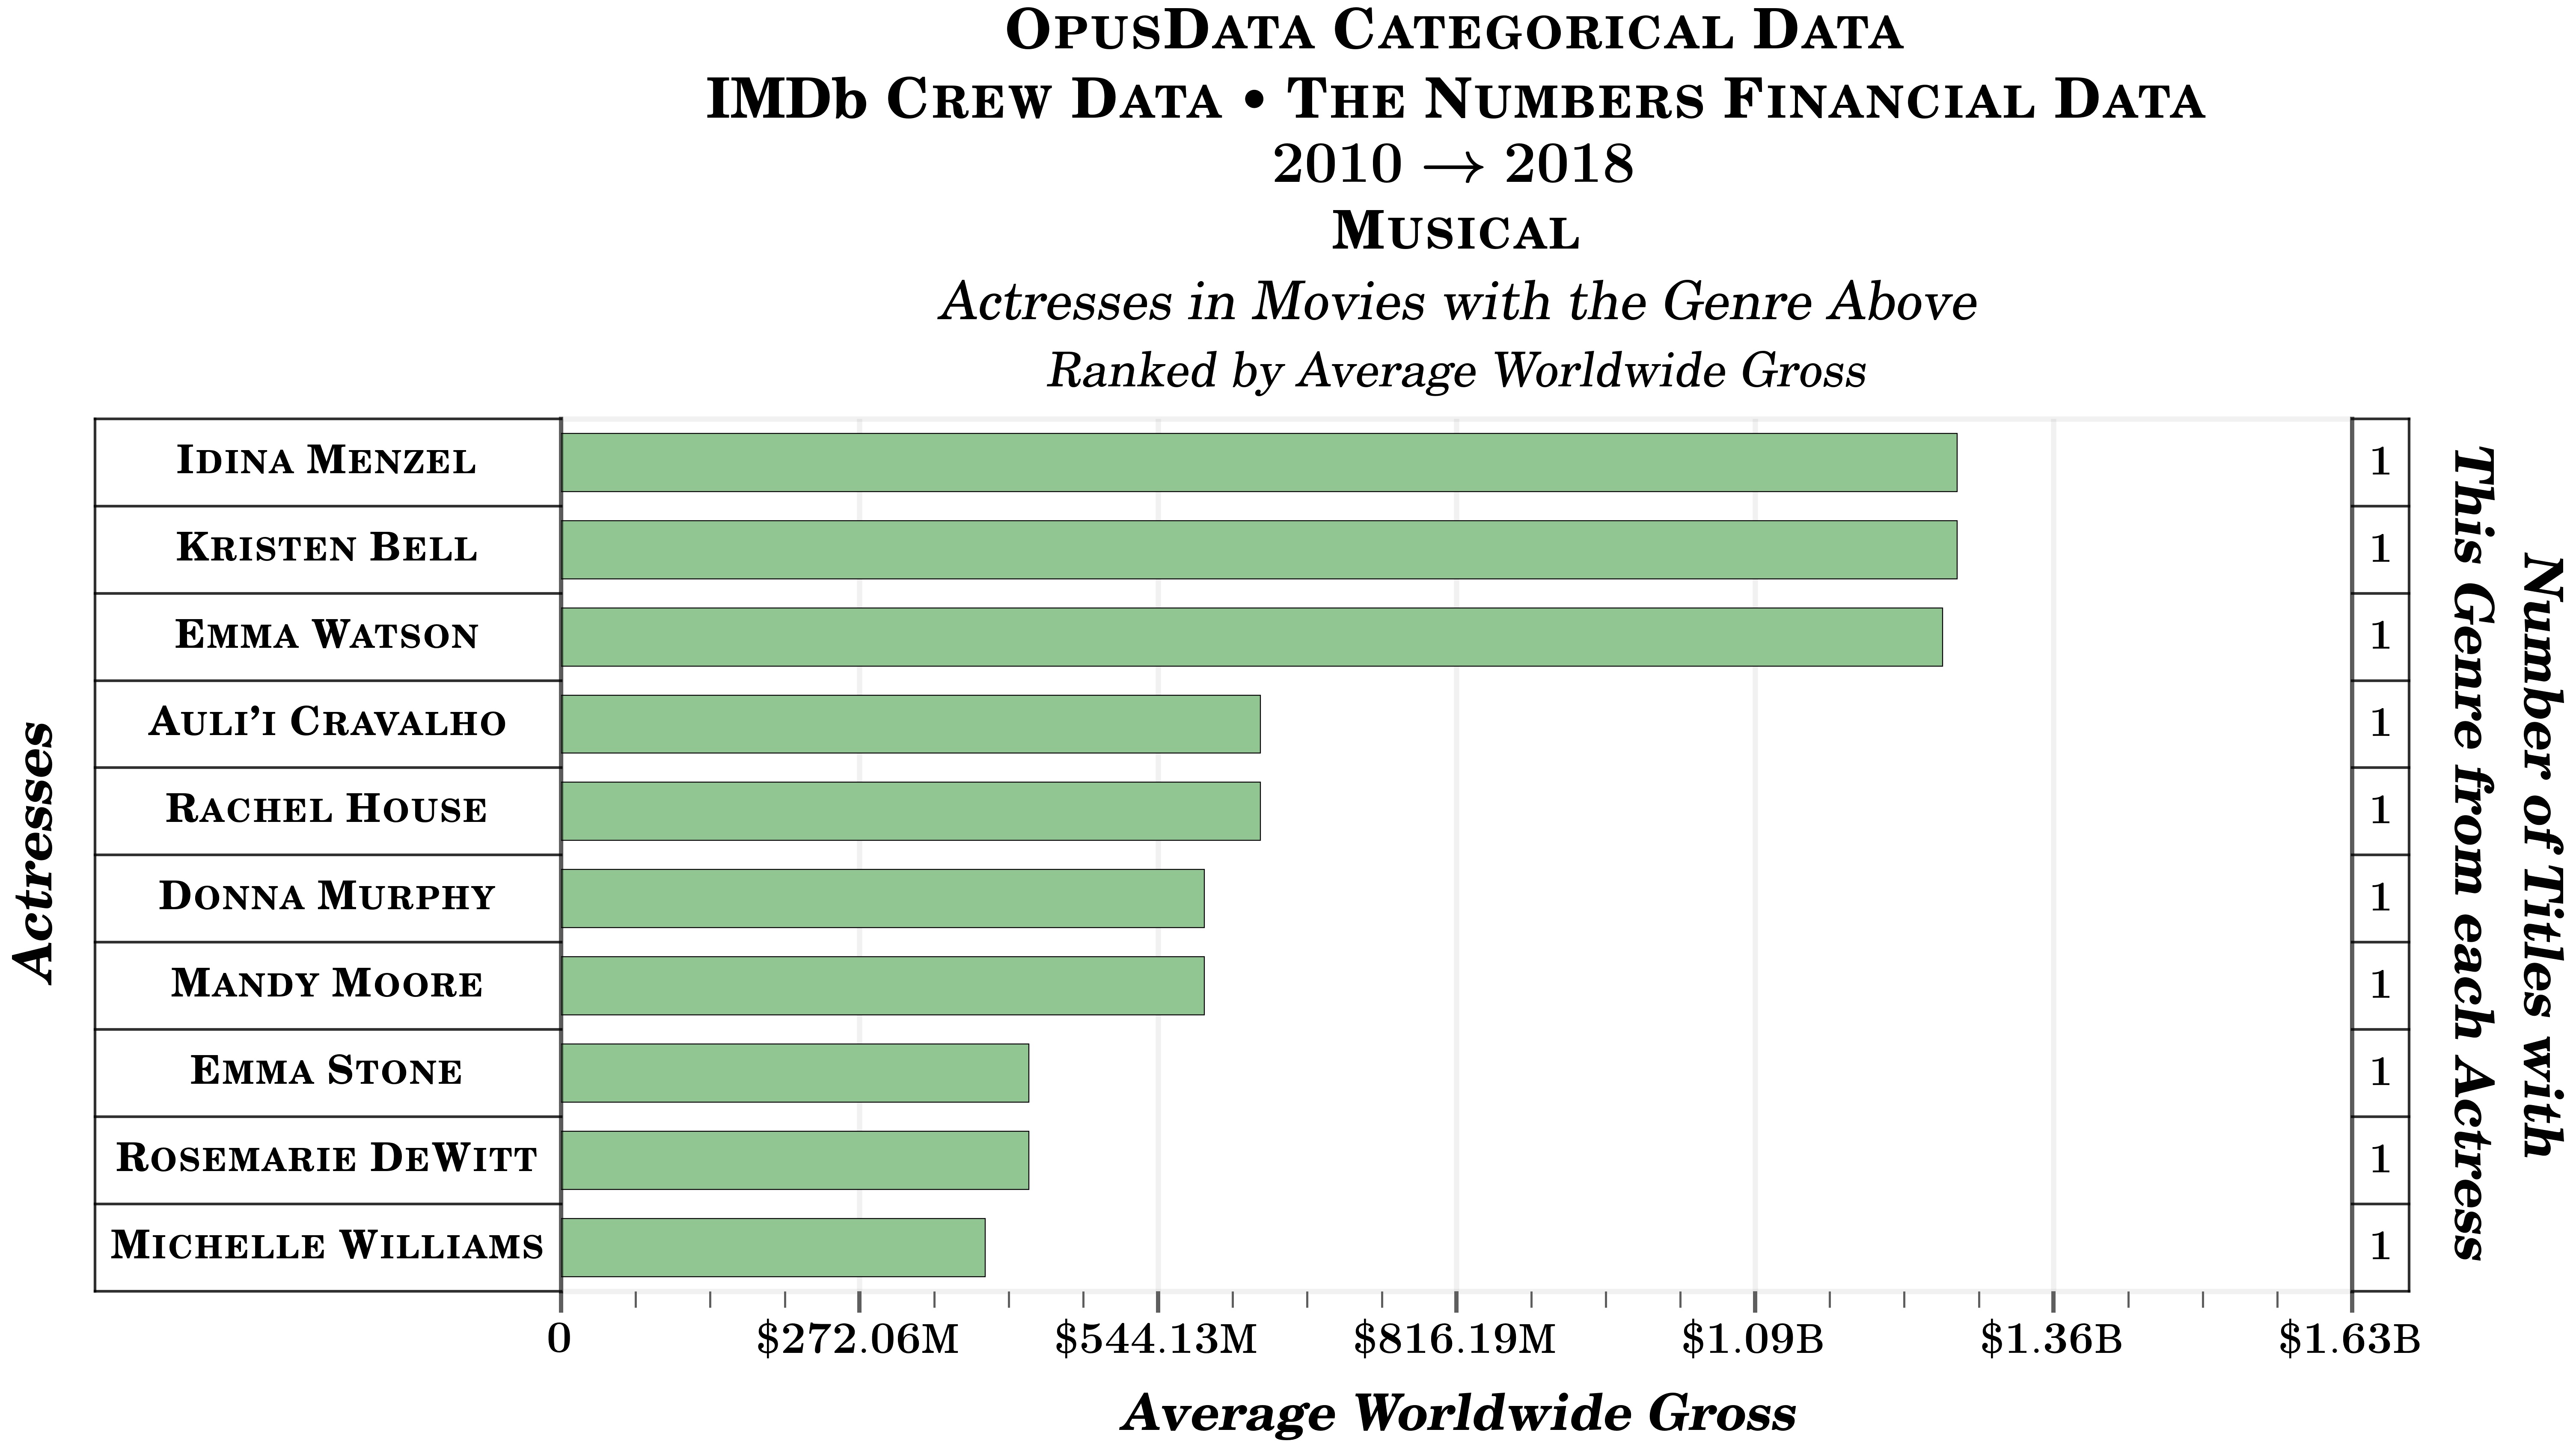 OpusData Categorical Data
IMDb Crew Data • The Numbers Financial Data
2010 → 2018
Musical
Actresses in Movies with the Genre Above
Ranked by Average Worldwide Gross
Actresses
Idina Menzel 1
Kristen Bell 1
Emma Watson 1
Auli'i Cravalho 1
Rachel House 1
Donna Murphy 1
Mandy Moore 1
Emma Stone 1
Rosemarie DeWitt 1
Michelle Williams 1
Number of Titles with
This Genre from each Actress
0 $272.06M $544.13M $816.19M $1.09B $1.36B $1.63B
Average Worldwide Gross